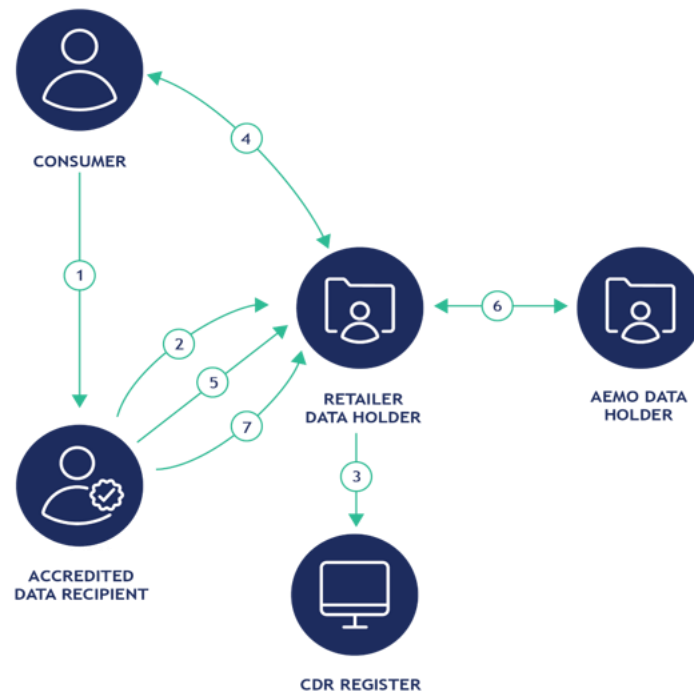 4
CONSUMER
1
6
2
5
RETAILER
DATA HOLDER
AEMO DATA
HOLDER
7
3
ACCREDITED
DATA RECIPIENT
CDR REGISTER